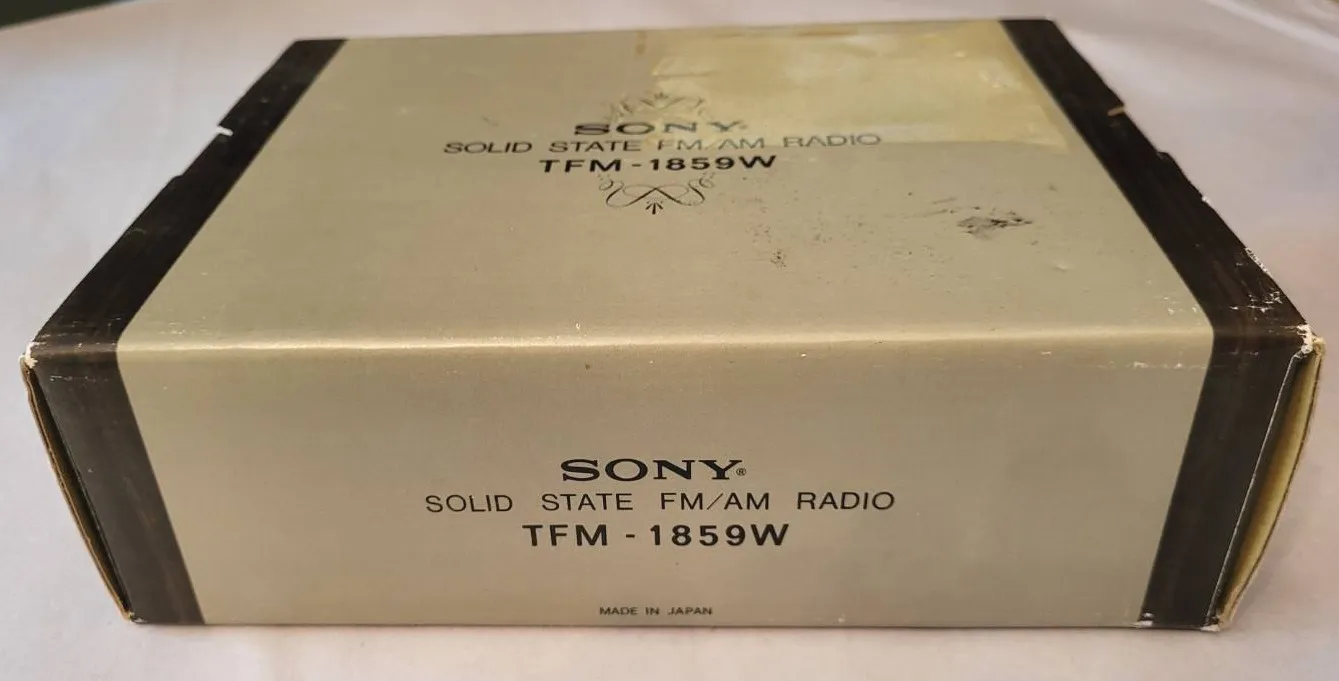 SONY®
SOLID STATE FM/AM RADIO
TFM-1859W
SONY®
SOLID STATE FM/AM RADIO
TFM-1859W
MADE IN JAPAN